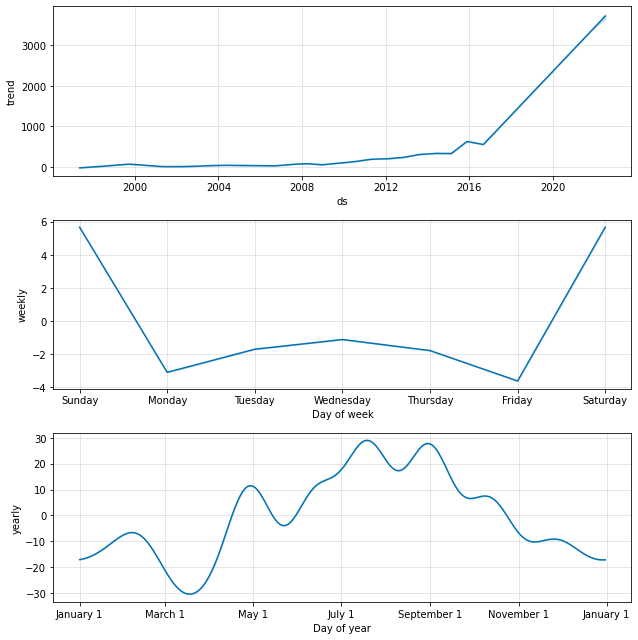 3000
2000
1000
0
trend
2000 2004 2008 2012 2016 2020
ds
6
4
2
0
−2
−4
weekly
Sunday Monday Tuesday Wednesday Thursday Friday Saturday
Day of week
30
20
10
0
−10
−20
−30
yearly
January 1 March 1 May 1 July 1 September 1 November 1 January 1
Day of year